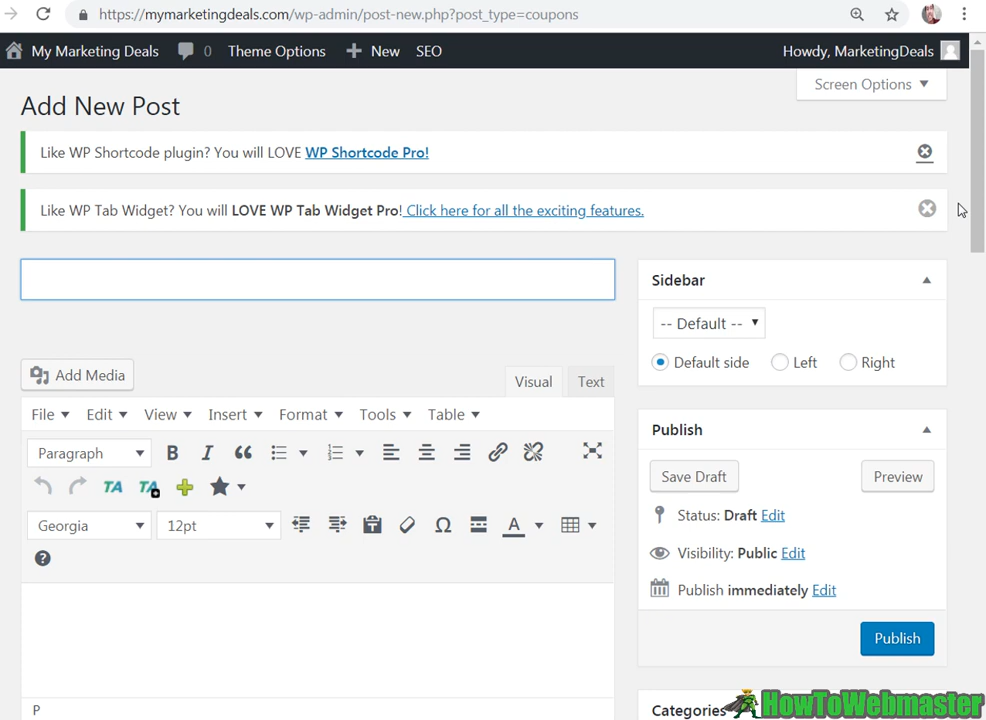 https://mymarketingdeals.com/wp-admin/post-new.php?post_type=coupons
My Marketing Deals 0 Theme Options New SEO Howdy, MarketingDeals
Screen Options
Add New Post
Like WP Shortcode plugin? You will LOVE WP Shortcode Pro!
Like WP Tab Widget? You will LOVE WP Tab Widget Pro! Click here for all the exciting features.
Sidebar
-- Default --
Default side Left Right
Add Media
Visual Text
File Edit View Insert Format Tools Table
Paragraph B I
TA TA
Georgia 12pt Ω A
P
Publish
Save Draft Preview
Status: Draft Edit
Visibility: Public Edit
Publish immediately Edit
Publish
Categories
HowToWebmaster